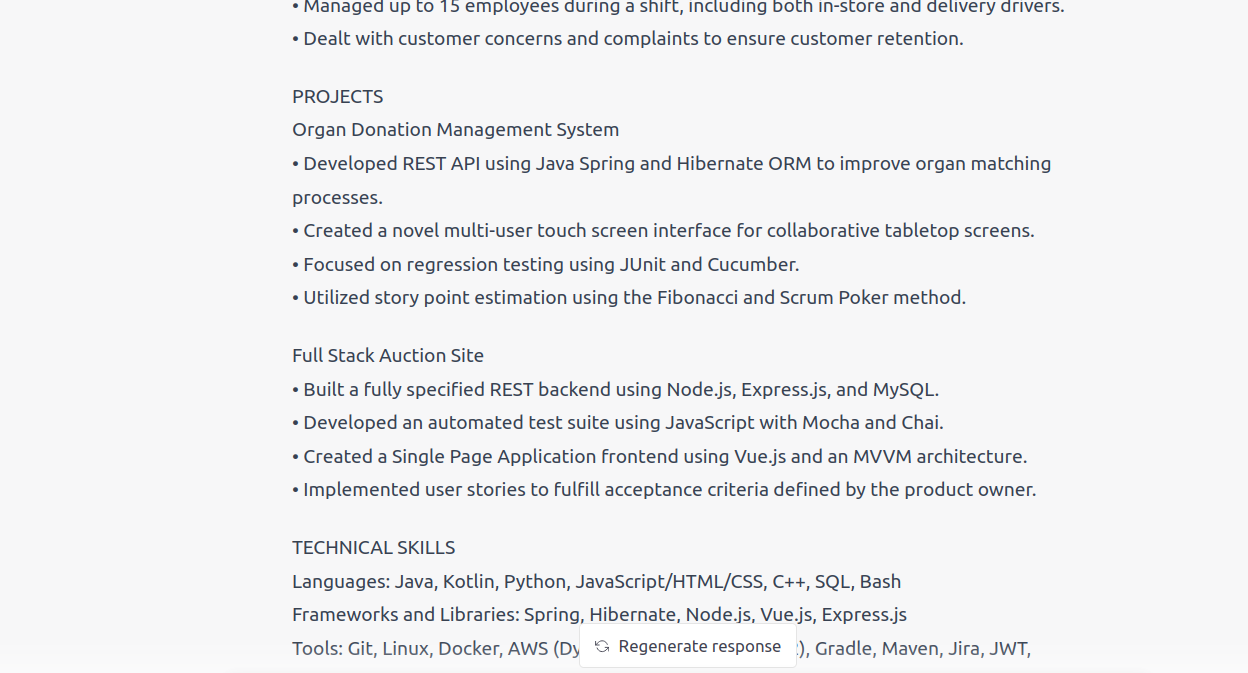 • Managed up to 15 employees during a shift, including both in-store and delivery drivers.
• Dealt with customer concerns and complaints to ensure customer retention.
PROJECTS
Organ Donation Management System
• Developed REST API using Java Spring and Hibernate ORM to improve organ matching
processes.
• Created a novel multi-user touch screen interface for collaborative tabletop screens.
• Focused on regression testing using JUnit and Cucumber.
• Utilized story point estimation using the Fibonacci and Scrum Poker method.
Full Stack Auction Site
• Built a fully specified REST backend using Node.js, Express.js, and MySQL.
• Developed an automated test suite using JavaScript with Mocha and Chai.
• Created a Single Page Application frontend using Vue.js and an MVVM architecture.
• Implemented user stories to fulfill acceptance criteria defined by the product owner.
TECHNICAL SKILLS
Languages: Java, Kotlin, Python, JavaScript/HTML/CSS, C++, SQL, Bash
Frameworks and Libraries: Spring, Hibernate, Node.js, Vue.js, Express.js
Tools: Git, Linux, Docker, AWS ), Gradle, Maven, Jira, JWT,
Regenerate response